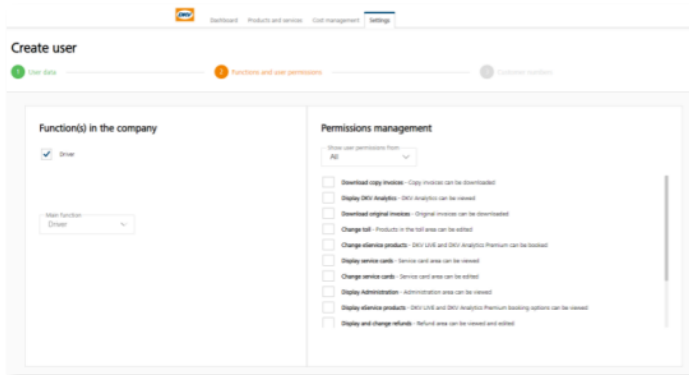 DKV
Dashboard Products and services Cost management Settings
Create user
1 User data 2 Functions and user permissions 3 Customer numbers
Function(s) in the company
Driver
Main function
Driver
Permissions management
Show user permissions from
All
Download copy invoices - Copy invoices can be downloaded
Display DKV Analytics - DKV Analytics can be viewed
Download original invoices - Original invoices can be downloaded
Change toll - Products in the toll area can be edited
Change eService products - DKV LIVE and DKV Analytics Premium can be booked
Display service cards - Service card area can be viewed
Change service cards - Service card area can be edited
Display Administration - Administration area can be viewed
Display eService products - DKV LIVE and DKV Analytics Premium booking options can be viewed
Display and change refunds - Refund area can be viewed and edited